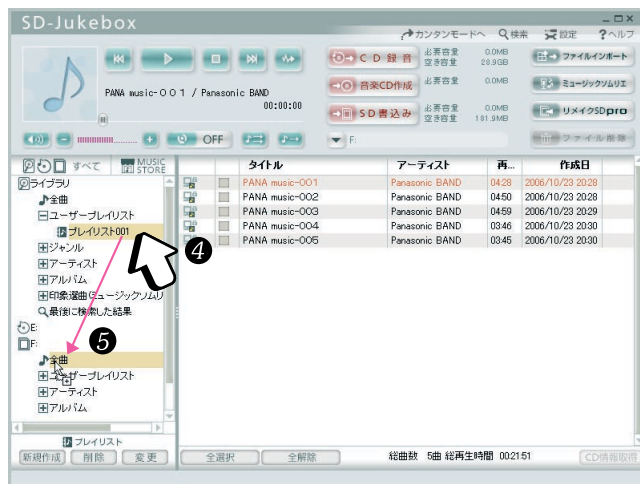 SD-Jukebox
カンタンモードへ 検索 設定 ?ヘルプ
CD録音 必要容量 0.0MB
空き容量 28.9GB
ファイルインポート
PANA music-001 / Panasonic BAND
00:00:00
音楽CD作成 必要容量 0.0MB
ミュージックソムリエ
SD書込み 必要容量 0.0MB
空き容量 181.9MB
リメイクSDpro
OFF
F:
ファイル削除
すべて MUSIC STORE
タイトル アーティスト 再... 作成日
PANA music-001 Panasonic BAND 04:28 2006/10/23 20:28
PANA music-002 Panasonic BAND 04:50 2006/10/23 20:28
PANA music-003 Panasonic BAND 04:59 2006/10/23 20:29
PANA music-004 Panasonic BAND 03:46 2006/10/23 20:30
PANA music-005 Panasonic BAND 03:45 2006/10/23 20:30
ライブラリ
全曲
ユーザープレイリスト
プレイリスト001
4
ジャンル
アーティスト
アルバム
印象選曲(ミュージックソムリ
最後に検索した結果
E:
5
F:
全曲
ユーザープレイリスト
アーティスト
アルバム
プレイリスト
新規作成 削除 変更
全選択 全解除 総曲数 5曲 総再生時間 00:21:51 CD情報取得